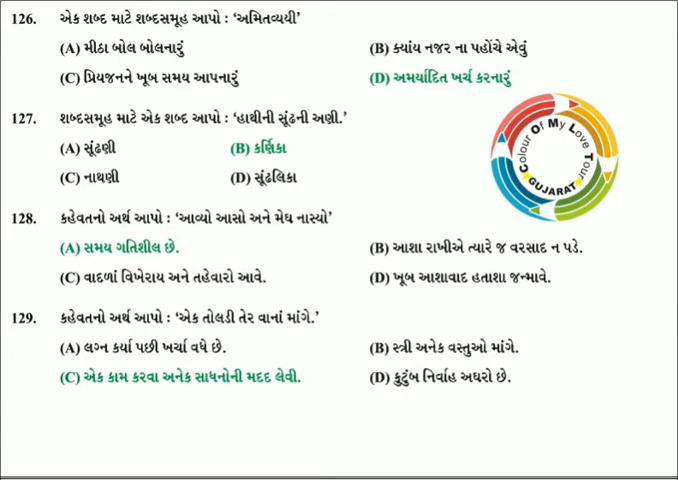 126. એક શબ્દ માટે શબ્દસમૂહ આપો : 'અમિતવ્યયી'
(A) મીઠા બોલ બોલનારું (B) ક્યાંય નજર ના પહોંચે એવું
(C) પ્રિયજનને ખૂબ સમય આપનારું (D) અમર્યાદિત ખર્ચ કરનારું
127. શબ્દસમૂહ માટે એક શબ્દ આપો : 'હાથીની સૂંઢની અણી.'
(A) સૂંઢણી (B) કર્ણિકા
(C) નાથણી (D) સૂંઢલિકા
Colour Of My Love Tour
GUJARAT
128. કહેવતનો અર્થ આપો : 'આવ્યો આસો અને મેઘ નાસ્યો'
(A) સમય ગતિશીલ છે. (B) આશા રાખીએ ત્યારે જ વરસાદ ન પડે.
(C) વાદળાં વિખેરાય અને તહેવારો આવે. (D) ખૂબ આશાવાદ હતાશા જન્માવે.
129. કહેવતનો અર્થ આપો : 'એક તોલડી તેર વાનાં માંગે.'
(A) લગ્ન કર્યા પછી ખર્ચા વધે છે. (B) સ્ત્રી અનેક વસ્તુઓ માંગે.
(C) એક કામ કરવા અનેક સાધનોની મદદ લેવી. (D) કુટુંબ નિર્વાહ અઘરો છે.